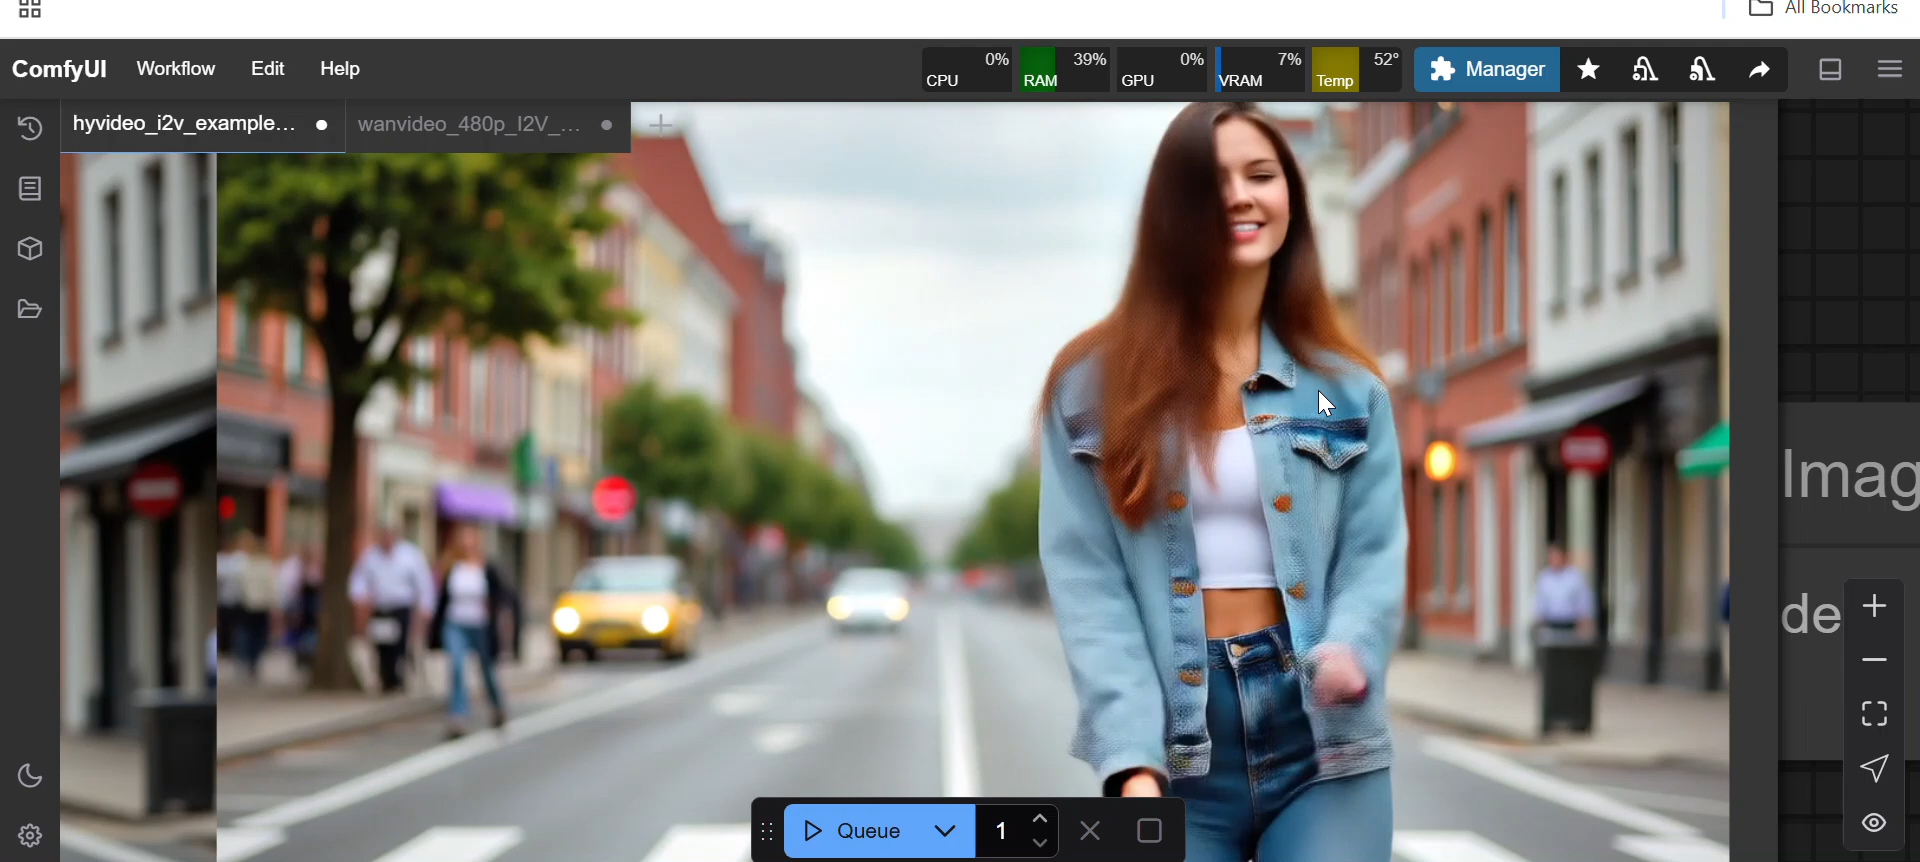 All Bookmarks
ComfyUI Workflow Edit Help
CPU 0% RAM 39% GPU 0% VRAM 7% Temp 52° Manager
hyvideo_i2v_example... wanvideo_480p_I2V_...
Imag
de
Queue 1